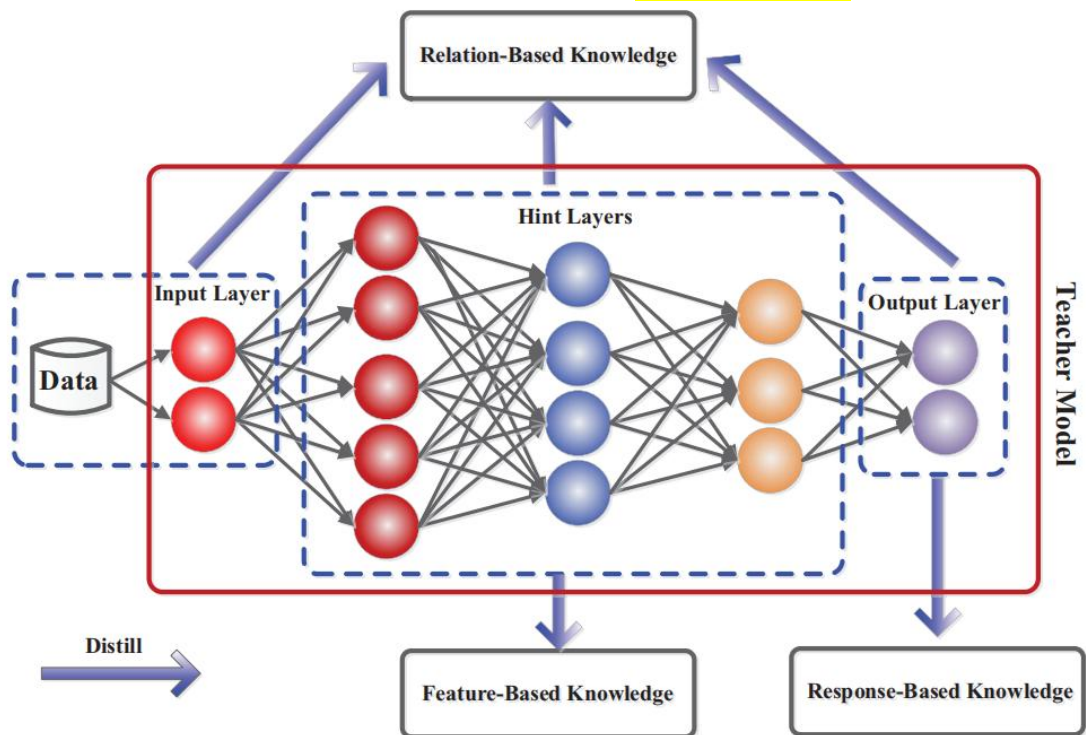 Relation-Based Knowledge
Hint Layers
Input Layer
Output Layer
Data
Teacher Model
Distill
Feature-Based Knowledge
Response-Based Knowledge